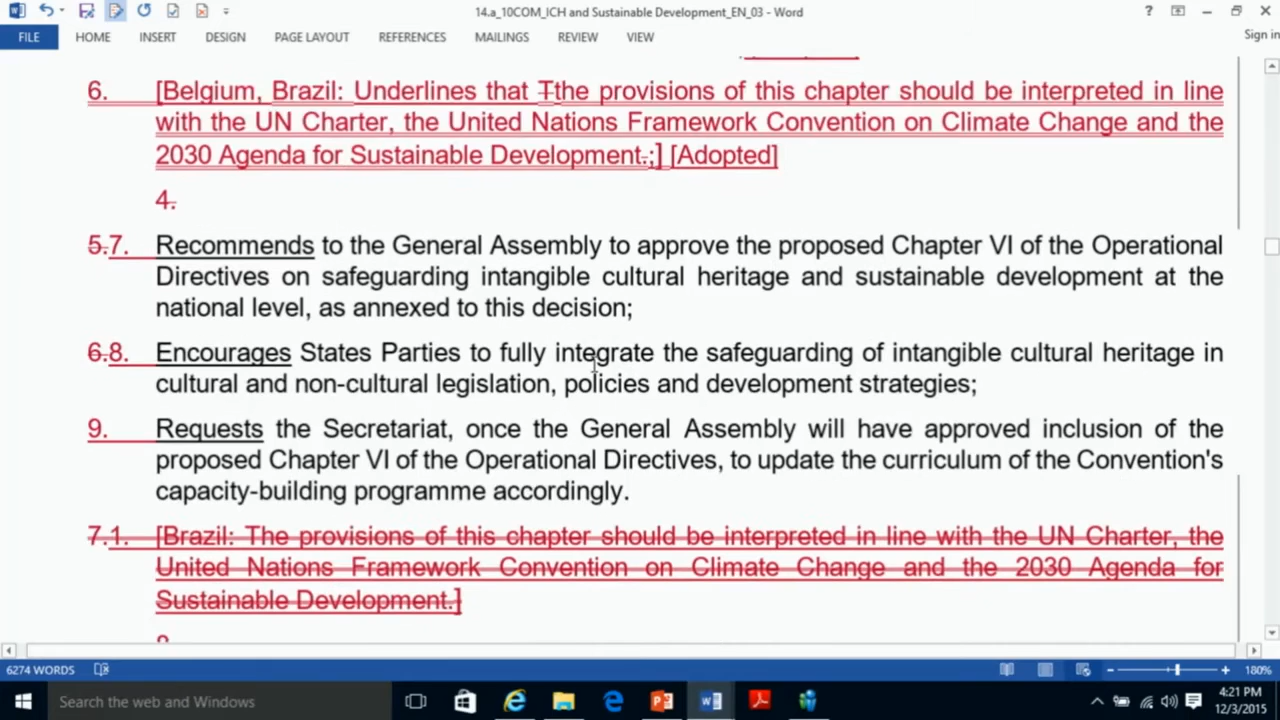 14.a_10COM_ICH and Sustainable Development_EN_03 - Word
FILE HOME INSERT DESIGN PAGE LAYOUT REFERENCES MAILINGS REVIEW VIEW Sign in
6. [Belgium, Brazil: Underlines that Tthe provisions of this chapter should be interpreted in line
with the UN Charter, the United Nations Framework Convention on Climate Change and the
2030 Agenda for Sustainable Development.;] [Adopted]
4.
5.7. Recommends to the General Assembly to approve the proposed Chapter VI of the Operational
Directives on safeguarding intangible cultural heritage and sustainable development at the
national level, as annexed to this decision;
6.8. Encourages States Parties to fully integrate the safeguarding of intangible cultural heritage in
cultural and non-cultural legislation, policies and development strategies;
9. Requests the Secretariat, once the General Assembly will have approved inclusion of the
proposed Chapter VI of the Operational Directives, to update the curriculum of the Convention's
capacity-building programme accordingly.
7.1. [Brazil: The provisions of this chapter should be interpreted in line with the UN Charter, the
United Nations Framework Convention on Climate Change and the 2030 Agenda for
Sustainable Development.]
6274 WORDS 180%
Search the web and Windows 4:21 PM
12/3/2015